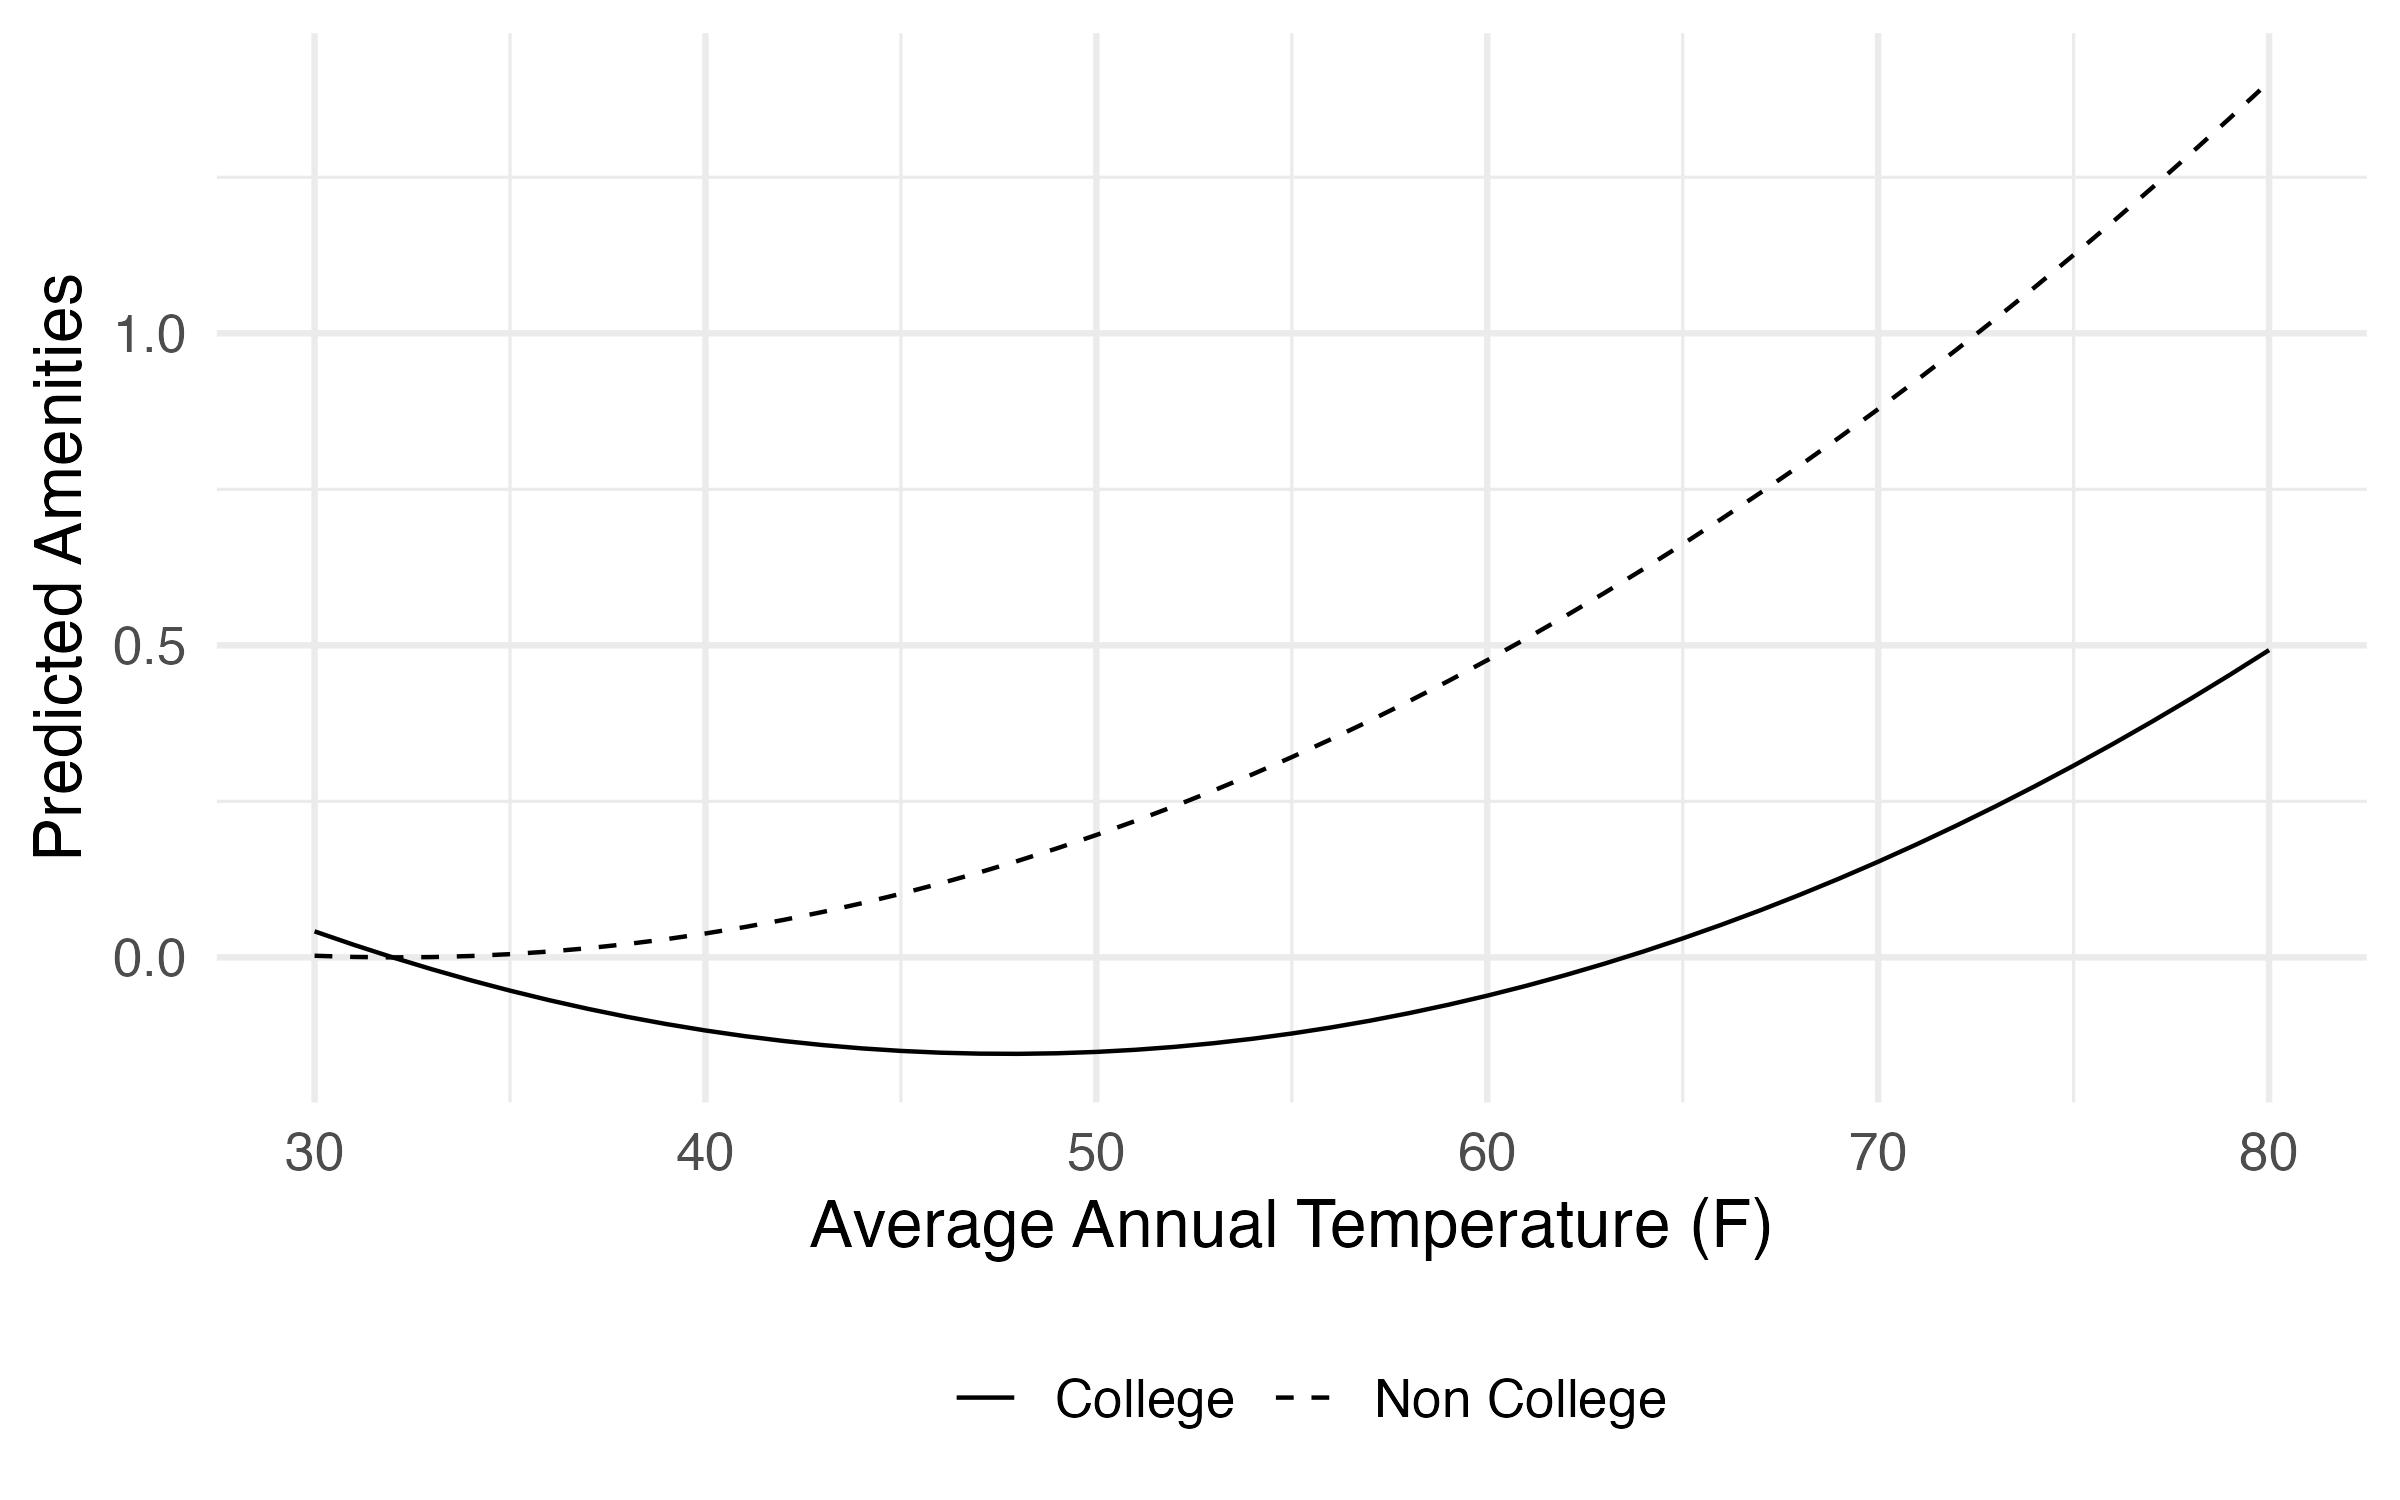 Predicted Amenities
1.0
0.5
0.0
30 40 50 60 70 80
Average Annual Temperature (F)
College Non College